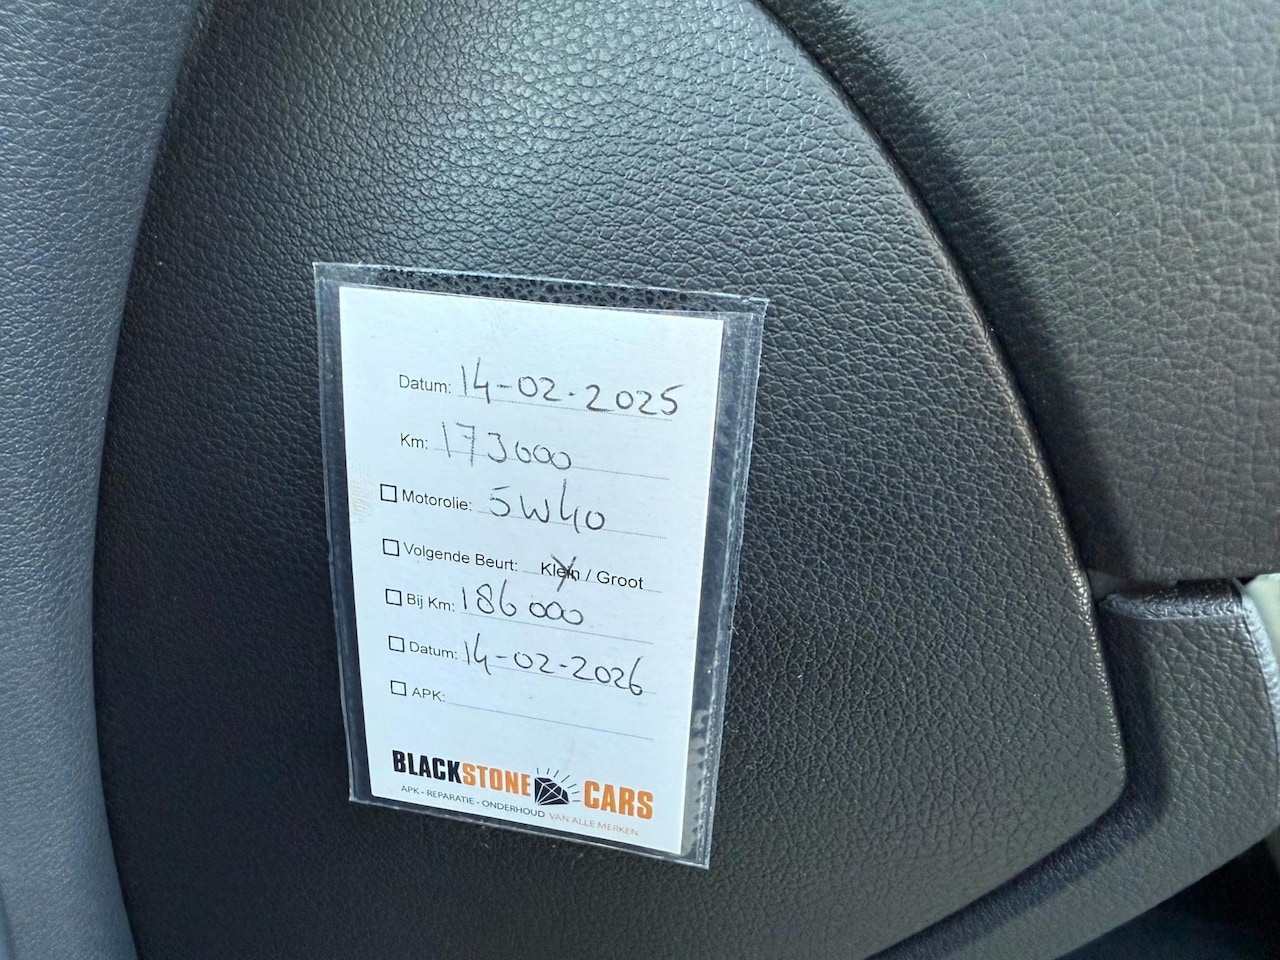 Datum: 14-02-2025
Km: 173000
Motorolie: 5W40
Volgende Beurt: Klein / Groot
Bij Km: 186000
Datum: 14-02-2026
APK:
BLACKSTONE CARS
APK - REPARATIE - ONDERHOUD VAN ALLE MERKEN